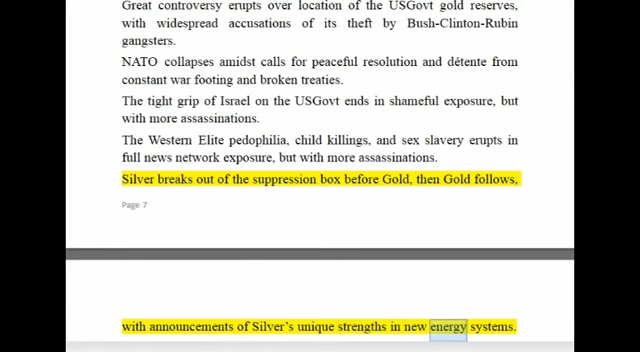 Great controversy erupts over location of the USGovt gold reserves,
with widespread accusations of its theft by Bush-Clinton-Rubin
gangsters.
NATO collapses amidst calls for peaceful resolution and détente from
constant war footing and broken treaties.
The tight grip of Israel on the USGovt ends in shameful exposure, but
with more assassinations.
The Western Elite pedophilia, child killings, and sex slavery erupts in
full news network exposure, but with more assassinations.
Silver breaks out of the suppression box before Gold, then Gold follows,
Page 7
with announcements of Silver's unique strengths in new energy systems.